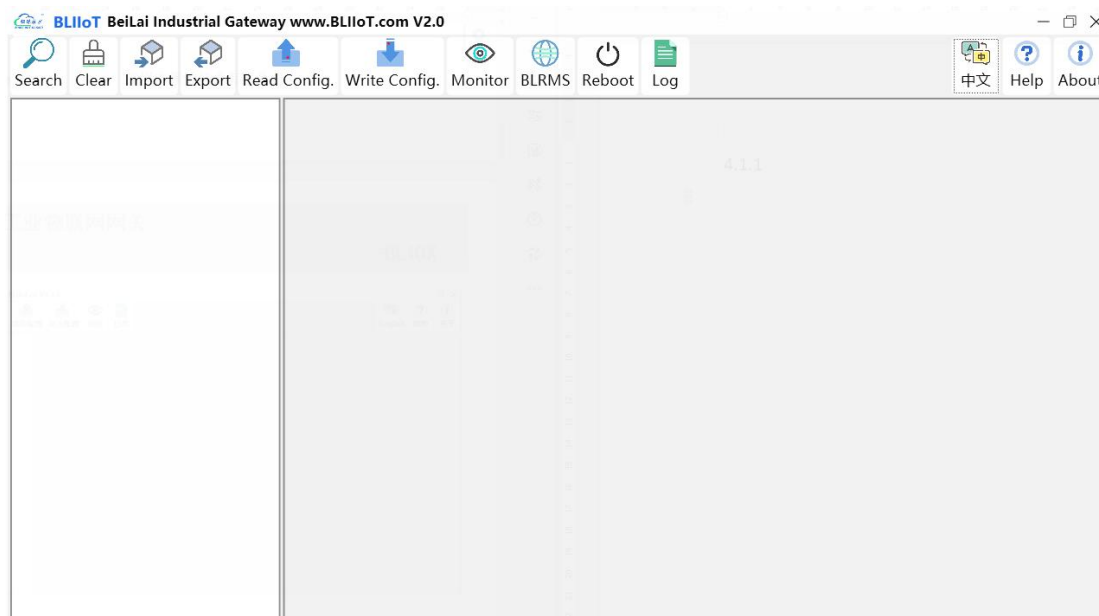 BLIIoT BeiLai Industrial Gateway www.BLIIoT.com V2.0
Search Clear Import Export Read Config. Write Config. Monitor BLRMS Reboot Log 中文 Help About
4.1.1